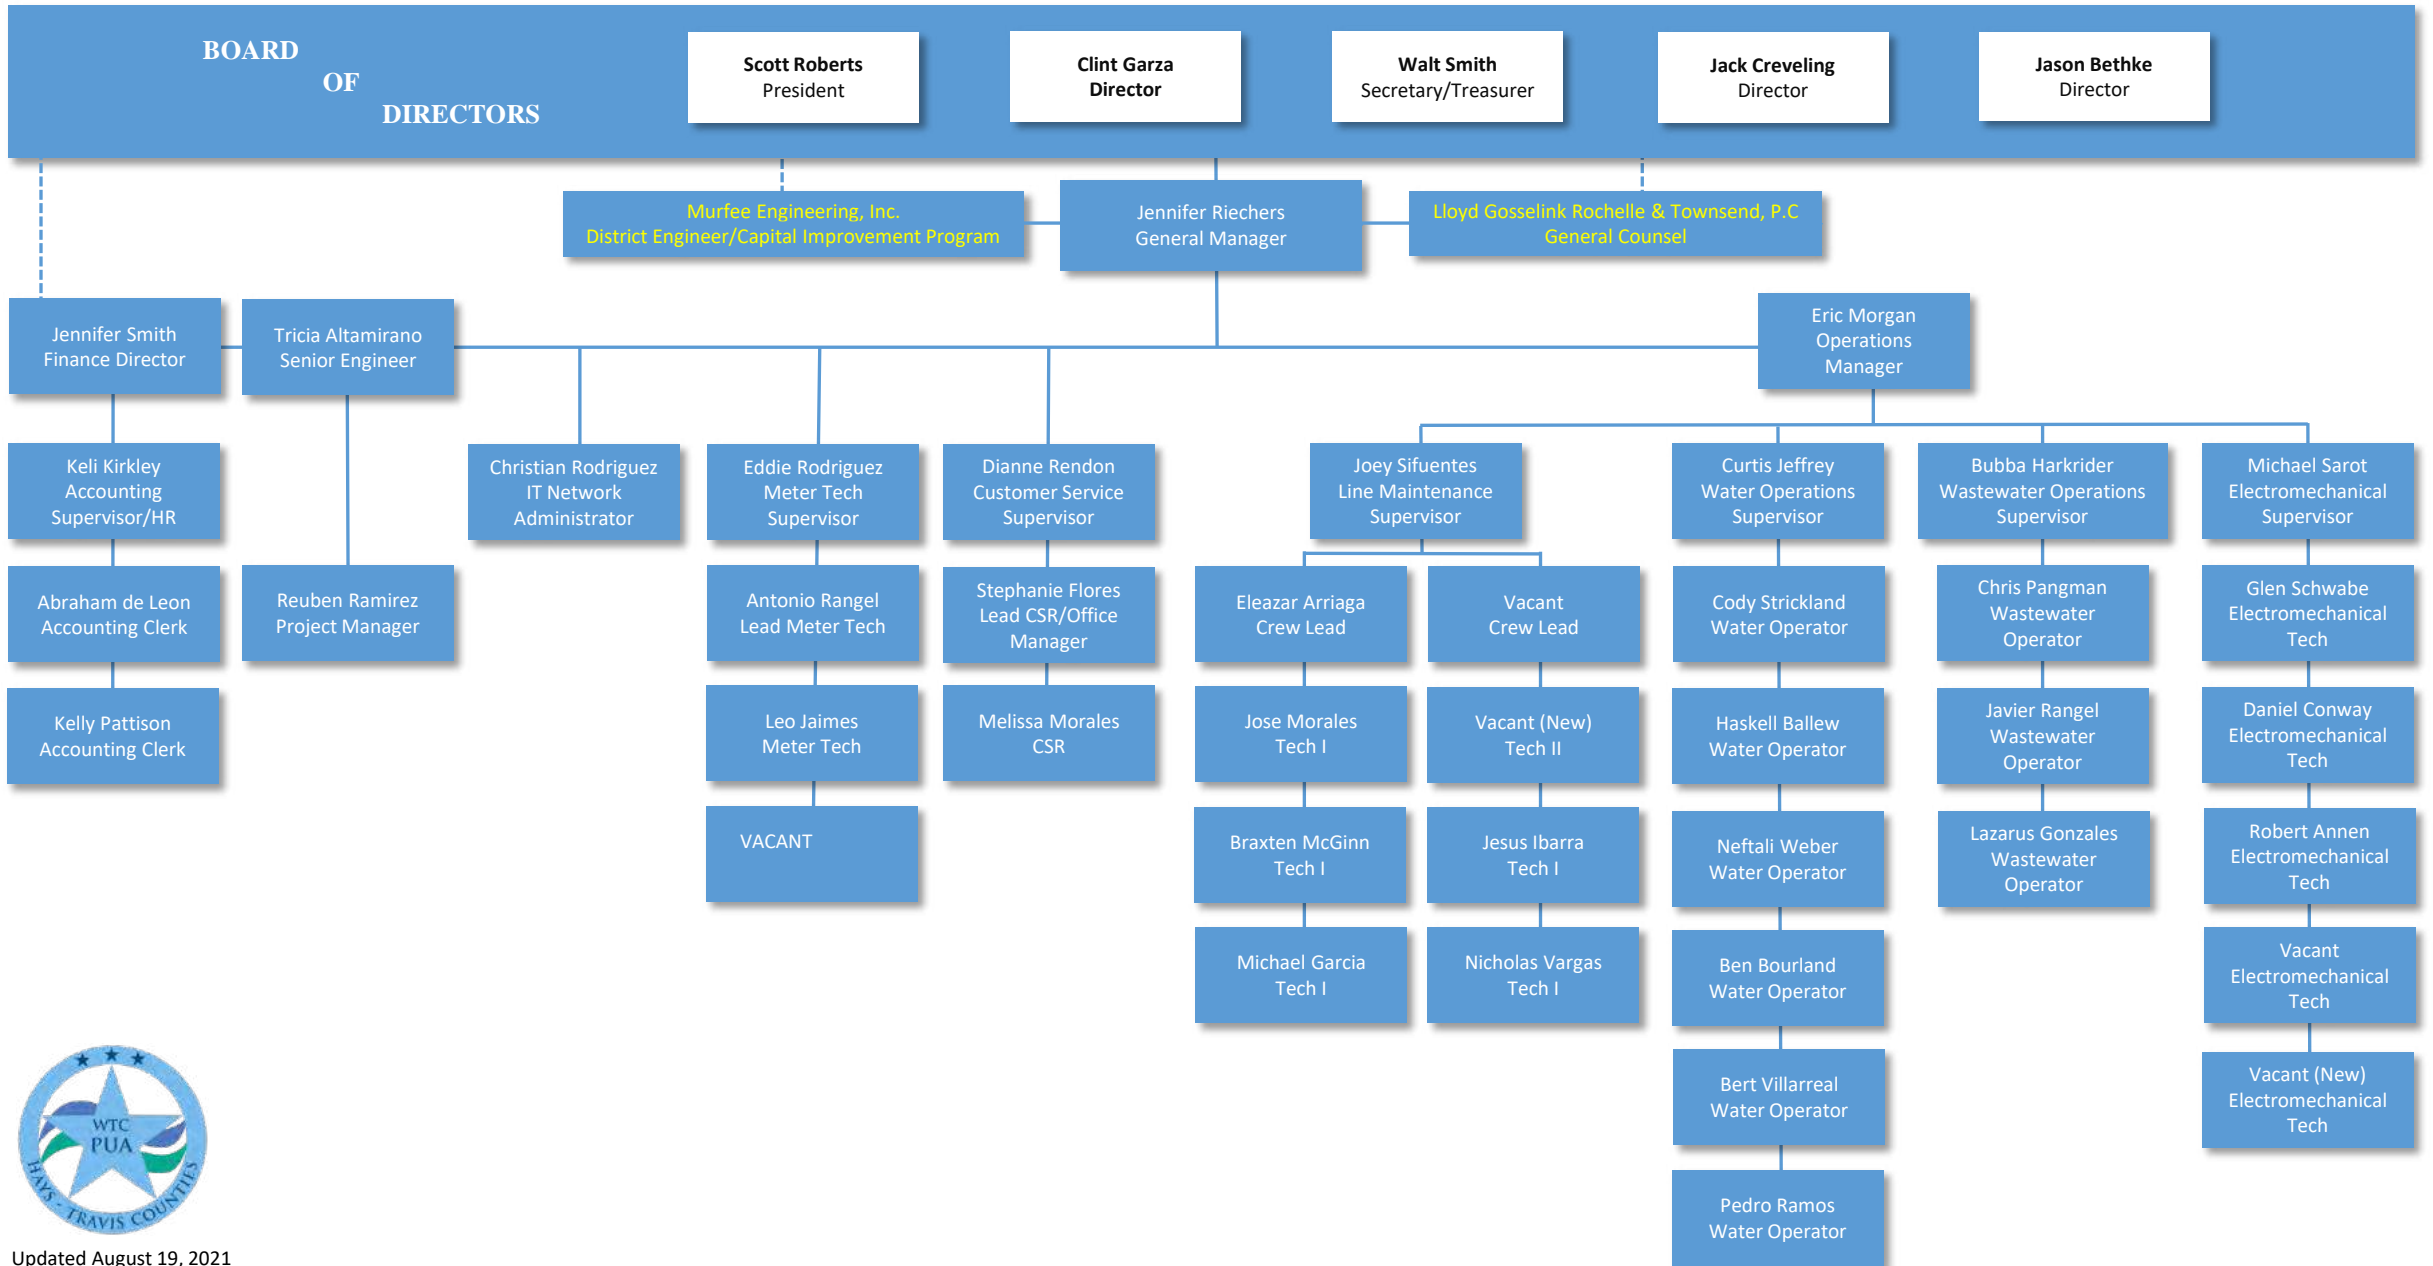 BOARD
OF
DIRECTORS
Scott Roberts
President
Clint Garza
Director
Walt Smith
Secretary/Treasurer
Jack Creveling
Director
Jason Bethke
Director
Murfee Engineering, Inc.
District Engineer/Capital Improvement Program
Jennifer Riechers
General Manager
Lloyd Gosselink Rochelle & Townsend, P.C
General Counsel
Jennifer Smith
Finance Director
Tricia Altamirano
Senior Engineer
Eric Morgan
Operations
Manager
Keli Kirkley
Accounting
Supervisor/HR
Christian Rodriguez
IT Network
Administrator
Eddie Rodriguez
Meter Tech
Supervisor
Dianne Rendon
Customer Service
Supervisor
Joey Sifuentes
Line Maintenance
Supervisor
Curtis Jeffrey
Water Operations
Supervisor
Bubba Harkrider
Wastewater Operations
Supervisor
Michael Sarot
Electromechanical
Supervisor
Abraham de Leon
Accounting Clerk
Reuben Ramirez
Project Manager
Antonio Rangel
Lead Meter Tech
Stephanie Flores
Lead CSR/Office
Manager
Eleazar Arriaga
Crew Lead
Vacant
Crew Lead
Cody Strickland
Water Operator
Chris Pangman
Wastewater
Operator
Glen Schwabe
Electromechanical
Tech
Kelly Pattison
Accounting Clerk
Leo Jaimes
Meter Tech
Melissa Morales
CSR
Jose Morales
Tech I
Vacant (New)
Tech II
Haskell Ballew
Water Operator
Javier Rangel
Wastewater
Operator
Daniel Conway
Electromechanical
Tech
VACANT
Braxten McGinn
Tech I
Jesus Ibarra
Tech I
Neftali Weber
Water Operator
Lazarus Gonzales
Wastewater
Operator
Robert Annen
Electromechanical
Tech
Michael Garcia
Tech I
Nicholas Vargas
Tech I
Ben Bourland
Water Operator
Vacant
Electromechanical
Tech
Bert Villarreal
Water Operator
Vacant (New)
Electromechanical
Tech
Pedro Ramos
Water Operator
WTC
PUA
HAYS - TRAVIS COUNTIES
Updated August 19, 2021